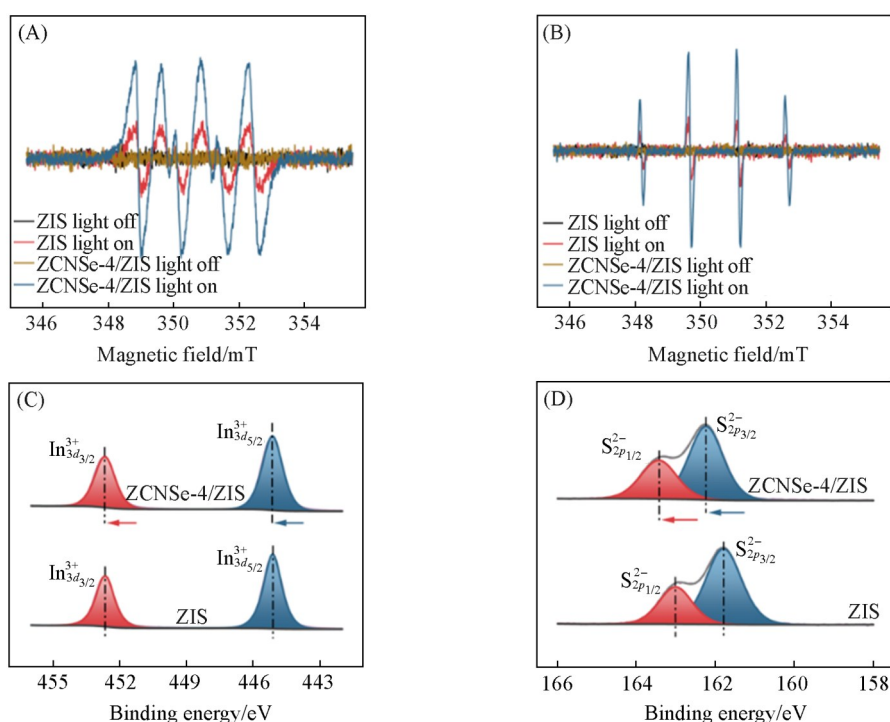 (A)
ZIS light off
ZIS light on
ZCNSe-4/ZIS light off
ZCNSe-4/ZIS light on
346 348 350 352 354
Magnetic field/mT
(B)
ZIS light off
ZIS light on
ZCNSe-4/ZIS light off
ZCNSe-4/ZIS light on
346 348 350 352 354
Magnetic field/mT
(C)
In³⁺3d₃/₂ In³⁺3d₅/₂
ZCNSe-4/ZIS
In³⁺3d₃/₂ In³⁺3d₅/₂
ZIS
455 452 449 445 443
Binding energy/eV
(D)
S²⁻2p₁/₂ S²⁻2p₃/₂
ZCNSe-4/ZIS
S²⁻2p₁/₂ S²⁻2p₃/₂
ZIS
166 164 162 160 158
Binding energy/eV